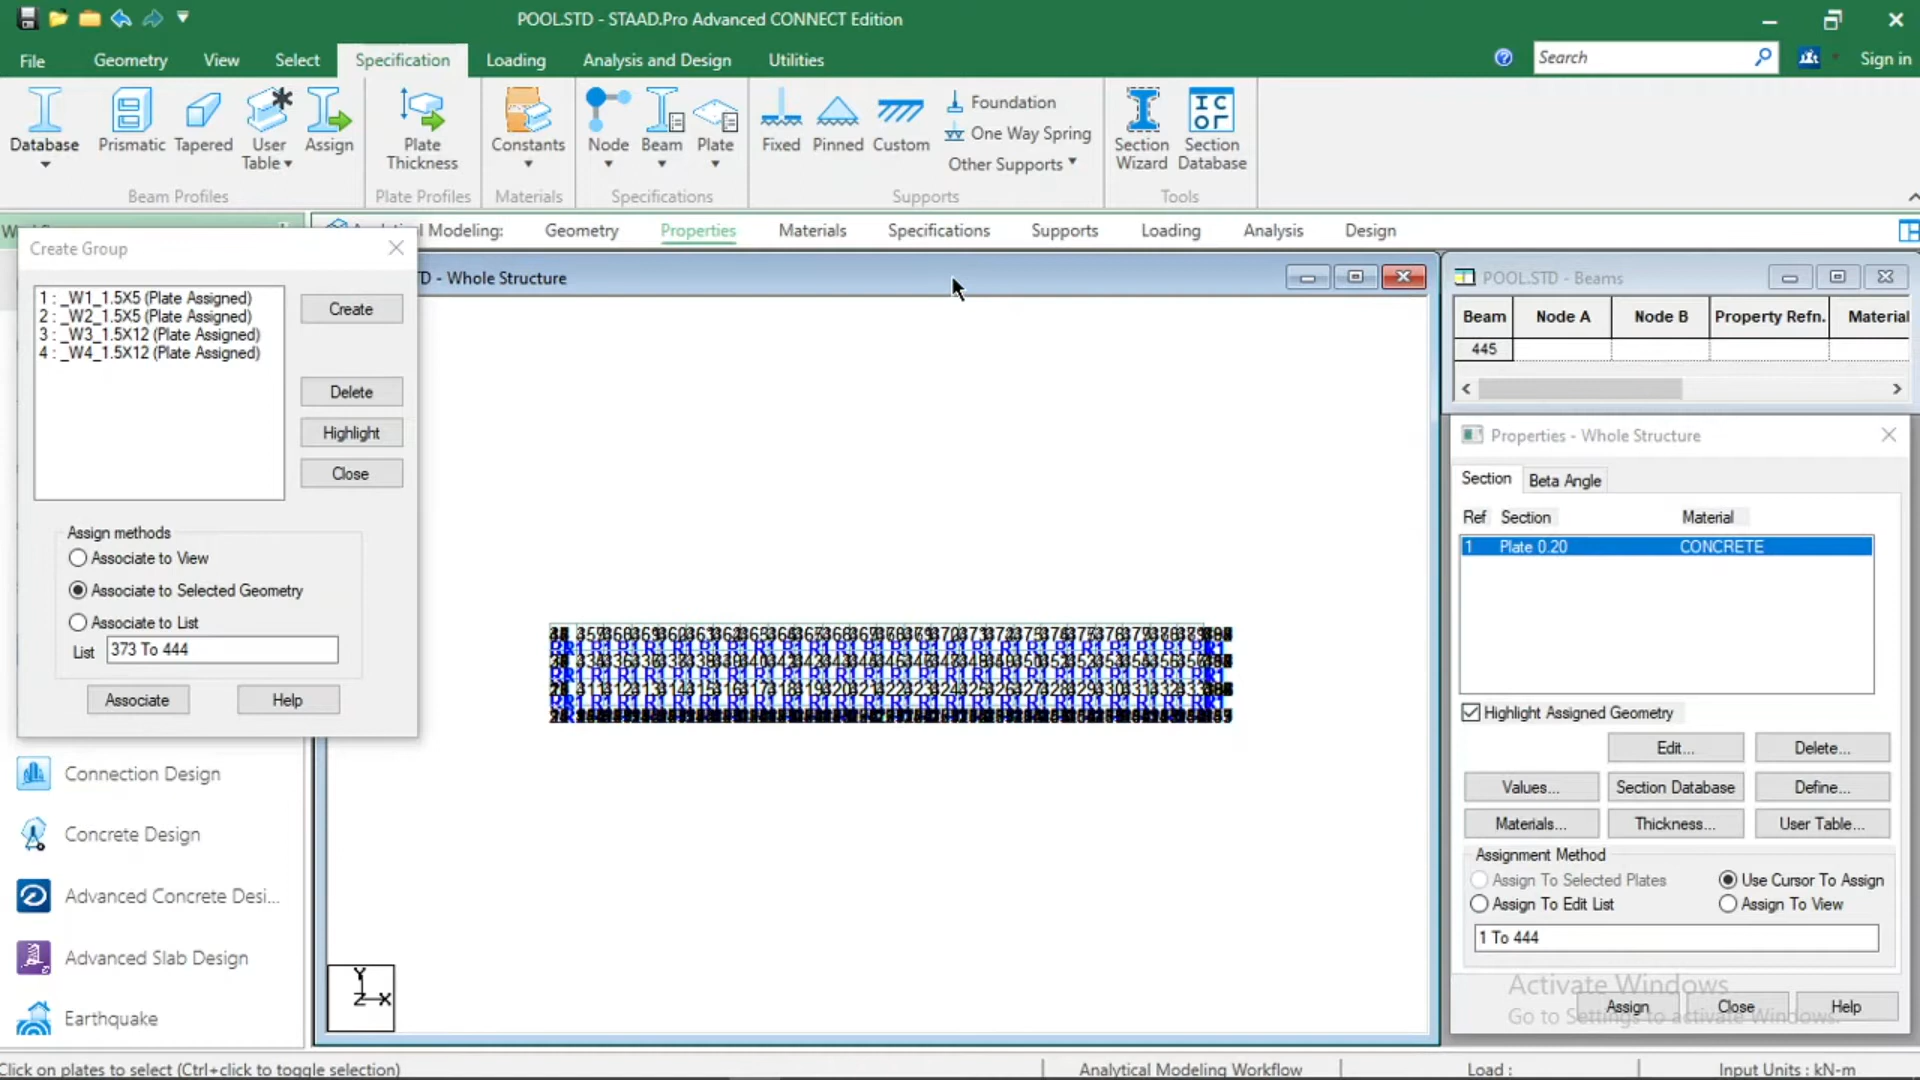 POOL.STD - STAAD.Pro Advanced CONNECT Edition
File Geometry View Select Specification Loading Analysis and Design Utilities
Search
Sign in
Database Prismatic Tapered User Table Assign
Beam Profiles
Plate Thickness
Plate Profiles
Constants
Materials
Node Beam Plate
Specifications
Fixed Pinned Custom
Foundation
One Way Spring
Other Supports
Supports
Section Wizard
Section Database
Tools
Modeling: Geometry Properties Materials Specifications Supports Loading Analysis Design
Create Group
1 : _W1_1.5X5 (Plate Assigned)
2 : _W2_1.5X5 (Plate Assigned)
3 : _W3_1.5X12 (Plate Assigned)
4 : _W4_1.5X12 (Plate Assigned)
Create
Delete
Highlight
Close
Assign methods
Associate to View
Associate to Selected Geometry
Associate to List
List 373 To 444
Associate Help
Connection Design
Concrete Design
Advanced Concrete Desi...
Advanced Slab Design
Earthquake
TD - Whole Structure
Y
Z X
POOL.STD - Beams
Beam Node A Node B Property Refn. Material
445
Properties - Whole Structure
Section Beta Angle
Ref Section Material
1 Plate 0.20 CONCRETE
Highlight Assigned Geometry
Edit... Delete...
Values... Section Database Define...
Materials... Thickness... User Table...
Assignment Method
Assign To Selected Plates Use Cursor To Assign
Assign To Edit List Assign To View
1 To 444
Activate Windows
Go to Settings to activate Windows.
Assign Close Help
Click on plates to select (Ctrl+click to toggle selection)
Analytical Modeling Workflow
Load :
Input Units : kN-m